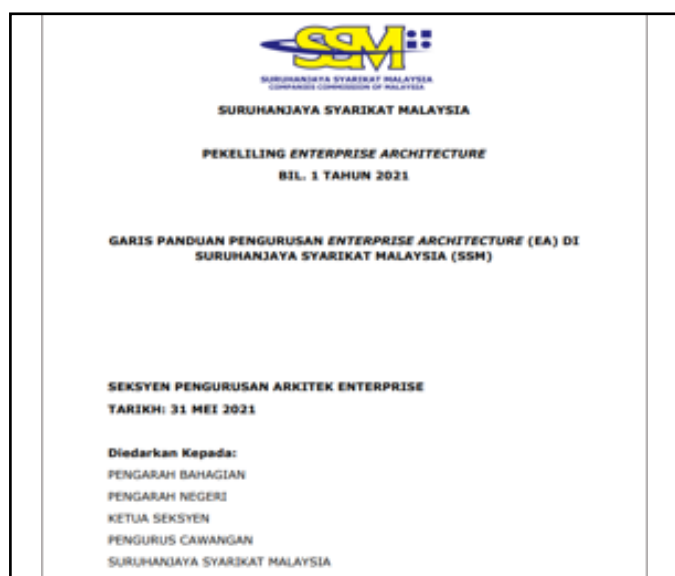 SSM
SURUHANJAYA SYARIKAT MALAYSIA
COMPANIES COMMISSION OF MALAYSIA
SURUHANJAYA SYARIKAT MALAYSIA
PEKELILING ENTERPRISE ARCHITECTURE
BIL. 1 TAHUN 2021
GARIS PANDUAN PENGURUSAN ENTERPRISE ARCHITECTURE (EA) DI
SURUHANJAYA SYARIKAT MALAYSIA (SSM)
SEKSYEN PENGURUSAN ARKITEK ENTERPRISE
TARIKH: 31 MEI 2021
Diedarkan Kepada:
PENGARAH BAHAGIAN
PENGARAH NEGERI
KETUA SEKSYEN
PENGURUS CAWANGAN
SURUHANJAYA SYARIKAT MALAYSIA